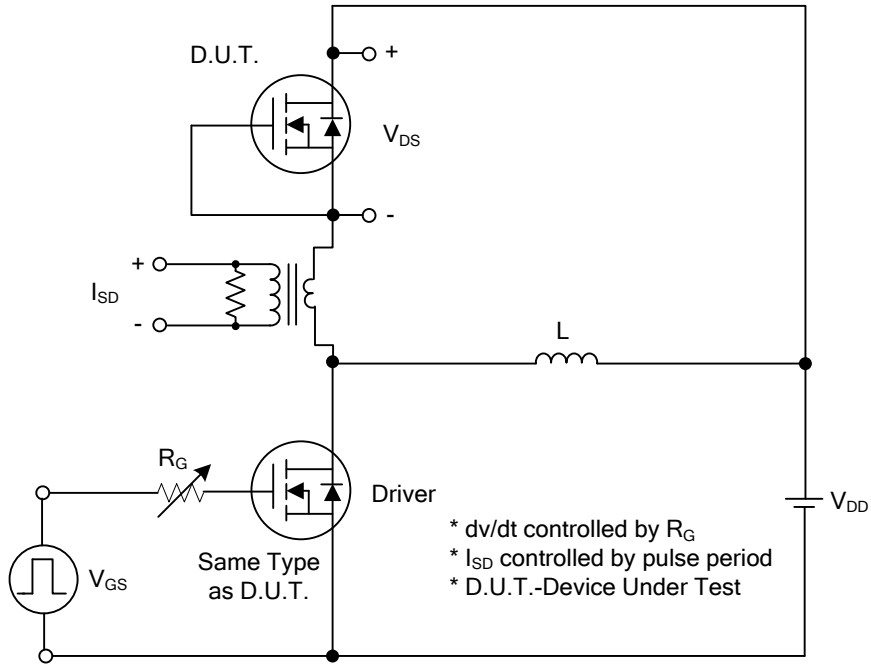 D.U.T.
+
VDS
-
+
ISD
-
L
RG
Driver
VDD
* dv/dt controlled by RG
* ISD controlled by pulse period
* D.U.T.-Device Under Test
Same Type
as D.U.T.
VGS